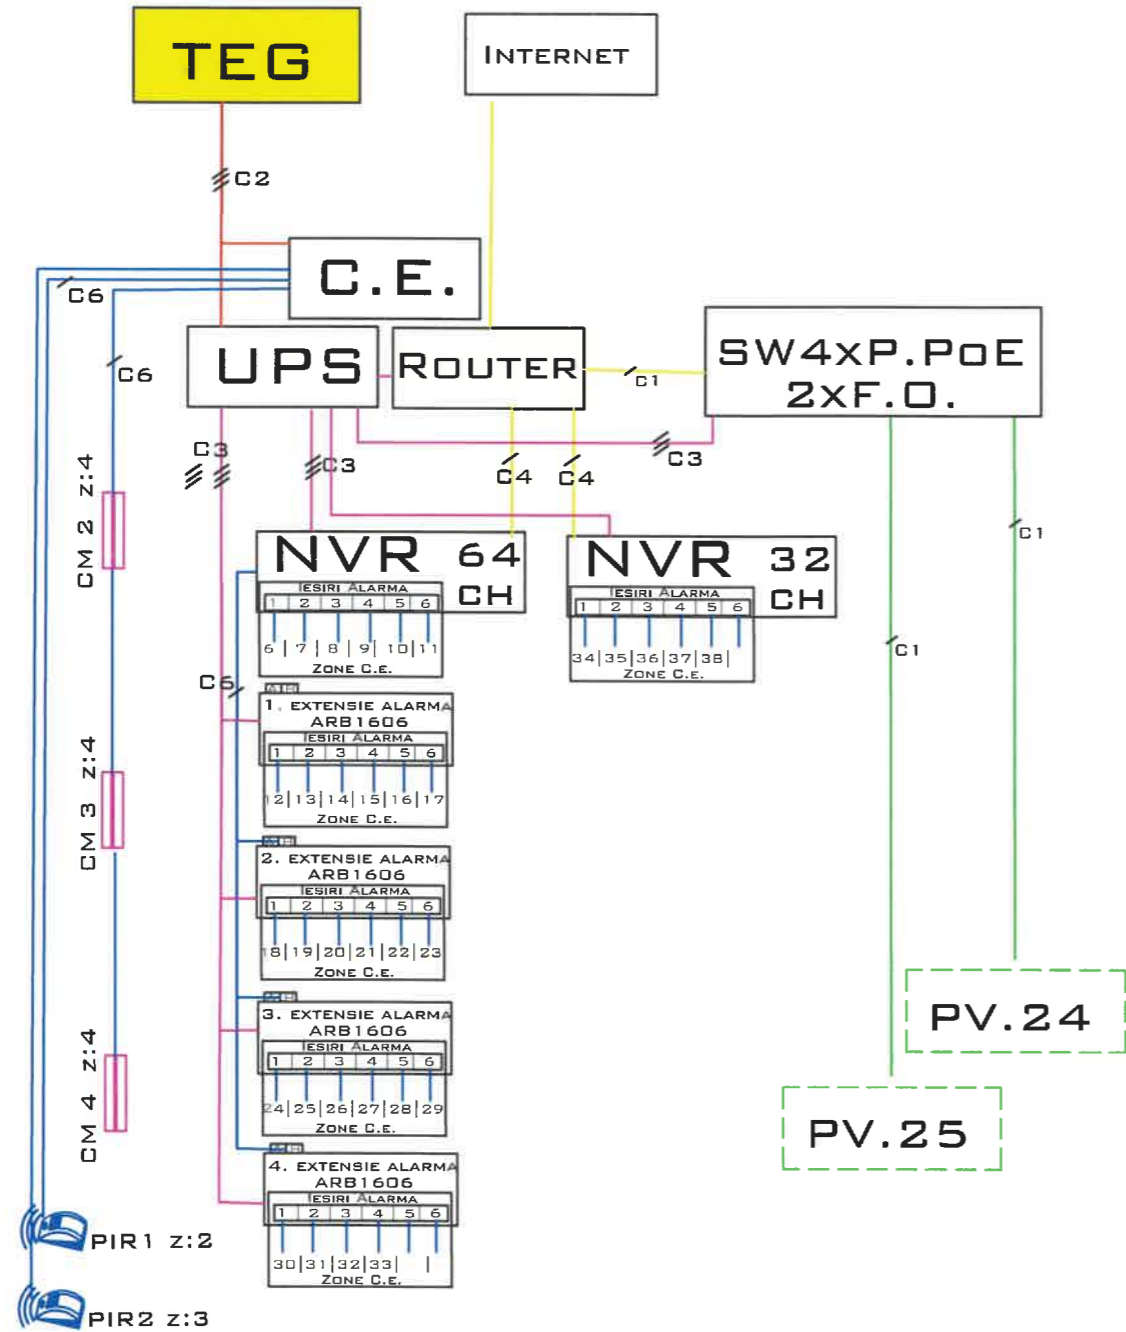 TEG
INTERNET
C2
C.E.
C6
C6
UPS
ROUTER
C1
SW4xP.PoE
2xF.O.
C3
C3
C4
C4
C3
CM 2 z:4
C1
NVR 64
CH
IESIRI ALARMA
1 2 3 4 5 6
6|7|8|9|10|11
ZONE C.E.
NVR 32
CH
IESIRI ALARMA
1 2 3 4 5 6
34|35|36|37|38|
ZONE C.E.
C1
C6
A B
1. EXTENSIE ALARMA
ARB1606
IESIRI ALARMA
1 2 3 4 5 6
12|13|14|15|16|17
ZONE C.E.
CM 3 z:4
2. EXTENSIE ALARMA
ARB1606
IESIRI ALARMA
1 2 3 4 5 6
18|19|20|21|22|23
ZONE C.E.
3. EXTENSIE ALARMA
ARB1606
IESIRI ALARMA
1 2 3 4 5 6
24|25|26|27|28|29
ZONE C.E.
PV.24
CM 4 z:4
PV.25
4. EXTENSIE ALARMA
ARB1606
IESIRI ALARMA
1 2 3 4 5 6
30|31|32|33| |
ZONE C.E.
PIR1 z:2
PIR2 z:3